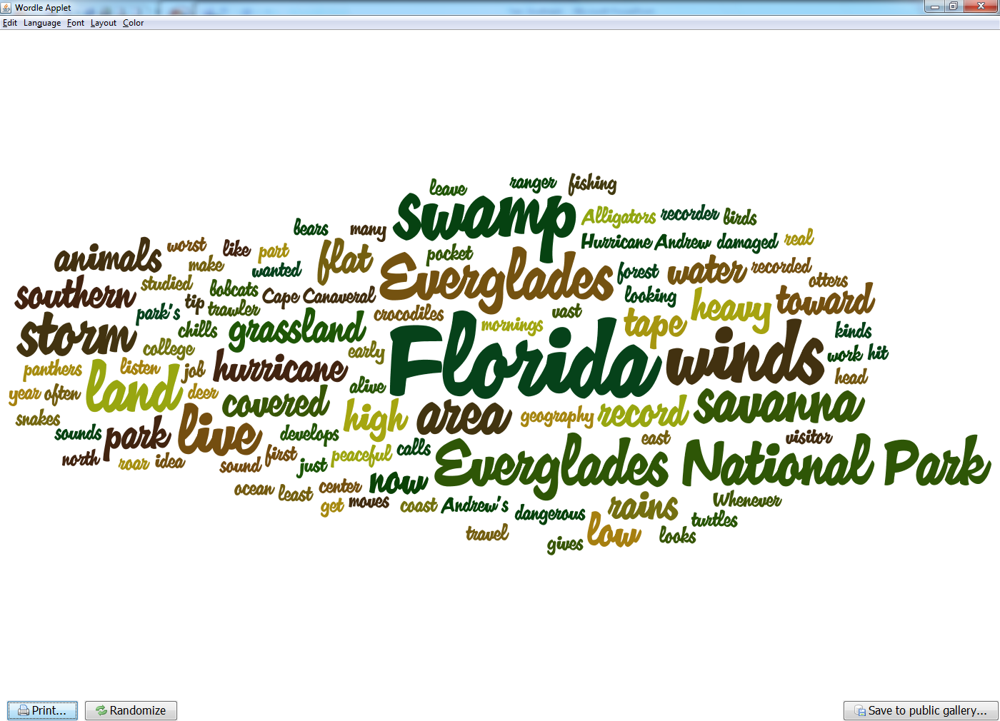 Wordle Applet
Edit Language Font Layout Color
leave ranger fishing
swamp
Alligators recorder birds
bears many
Hurricane Andrew damaged real
animals worst like part flat pocket
make wanted Everglades forest water recorded
otters
southern studied bobcats Cape Canaveral looking
tip trawler toward
park's crocodiles vast tape heavy
storm chills grassland mornings kinds
college early Florida winds work hit
panthers listen job hurricane head
year often land deer alive
covered high area geography record savanna
snakes
sounds park live develops east visitor
north roar idea sound first just peaceful calls Everglades National Park
ocean least center now
get moves coast Andrew's dangerous rains Whenever
turtles
travel gives low looks
Print... Randomize Save to public gallery...